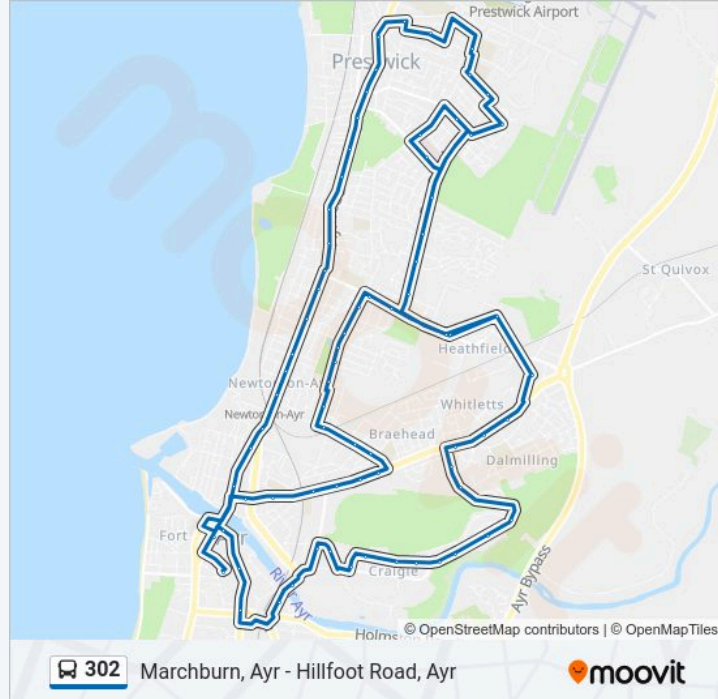 Prestwick Airport
Prestwick
St Quivox
Heathfield
Newton-on-Ayr
Newton-on-Ayr
Whitletts
Braehead
Dalmilling
Fort
River Ayr
Craigie
Ayr Bypass
© OpenStreetMap contributors | © OpenMapTiles
302 Marchburn, Ayr - Hillfoot Road, Ayr
moovit